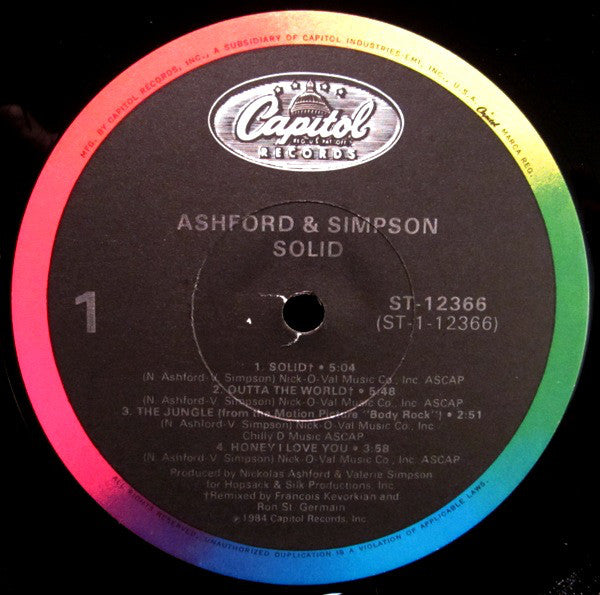 MFG. BY CAPITOL RECORDS, INC., A SUBSIDIARY OF CAPITOL INDUSTRIES-EMI, INC., U.S.A. Capitol MARCA REG.
Capitol
REG. U.S. PAT. OFF.
RECORDS
ASHFORD & SIMPSON
SOLID
1
ST-12366
(ST-1-12366)
1. SOLID† • 5:04
(N. Ashford-V. Simpson) Nick-O-Val Music Co., Inc. ASCAP
2. OUTTA THE WORLD† • 5:48
(N. Ashford-V. Simpson) Nick-O-Val Music Co., Inc. ASCAP
3. THE JUNGLE (from the Motion Picture "Body Rock") • 2:51
(N. Ashford-V. Simpson) Nick-O-Val Music Co., Inc./
Chilly D Music ASCAP
4. HONEY I LOVE YOU • 3:58
(N. Ashford-V. Simpson) Nick-O-Val Music Co., Inc. ASCAP
Produced by Nickolas Ashford & Valerie Simpson
for Hopsack & Silk Productions, Inc.
†Remixed by Francois Kevorkian and
Ron St. Germain
℗1984 Capitol Records, Inc.
ALL RIGHTS RESERVED. UNAUTHORIZED DUPLICATION IS A VIOLATION OF APPLICABLE LAWS.